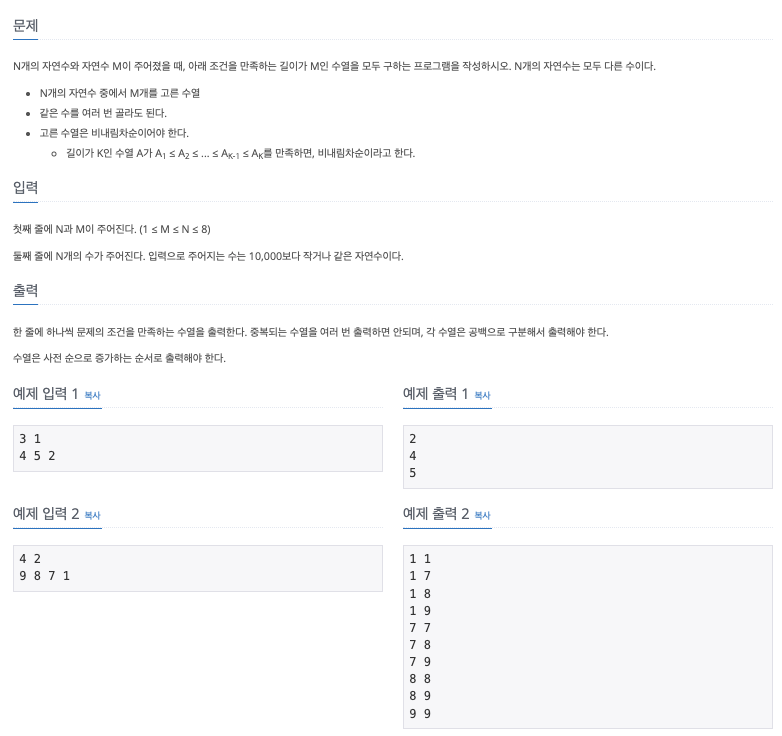 문제
N개의 자연수와 자연수 M이 주어졌을 때, 아래 조건을 만족하는 길이가 M인 수열을 모두 구하는 프로그램을 작성하시오. N개의 자연수는 모두 다른 수이다.
N개의 자연수 중에서 M개를 고른 수열
같은 수를 여러 번 골라도 된다.
고른 수열은 비내림차순이어야 한다.
길이가 K인 수열 A가 A1 ≤ A2 ≤ ... ≤ AK-1 ≤ AK를 만족하면, 비내림차순이라고 한다.
입력
첫째 줄에 N과 M이 주어진다. (1 ≤ M ≤ N ≤ 8)
둘째 줄에 N개의 수가 주어진다. 입력으로 주어지는 수는 10,000보다 작거나 같은 자연수이다.
출력
한 줄에 하나씩 문제의 조건을 만족하는 수열을 출력한다. 중복되는 수열을 여러 번 출력하면 안되며, 각 수열은 공백으로 구분해서 출력해야 한다.
수열은 사전 순으로 증가하는 순서로 출력해야 한다.
예제 입력 1 복사
3 1
4 5 2
예제 출력 1 복사
2
4
5
예제 입력 2 복사
4 2
9 8 7 1
예제 출력 2 복사
1 1
1 7
1 8
1 9
7 7
7 8
7 9
8 8
8 9
9 9